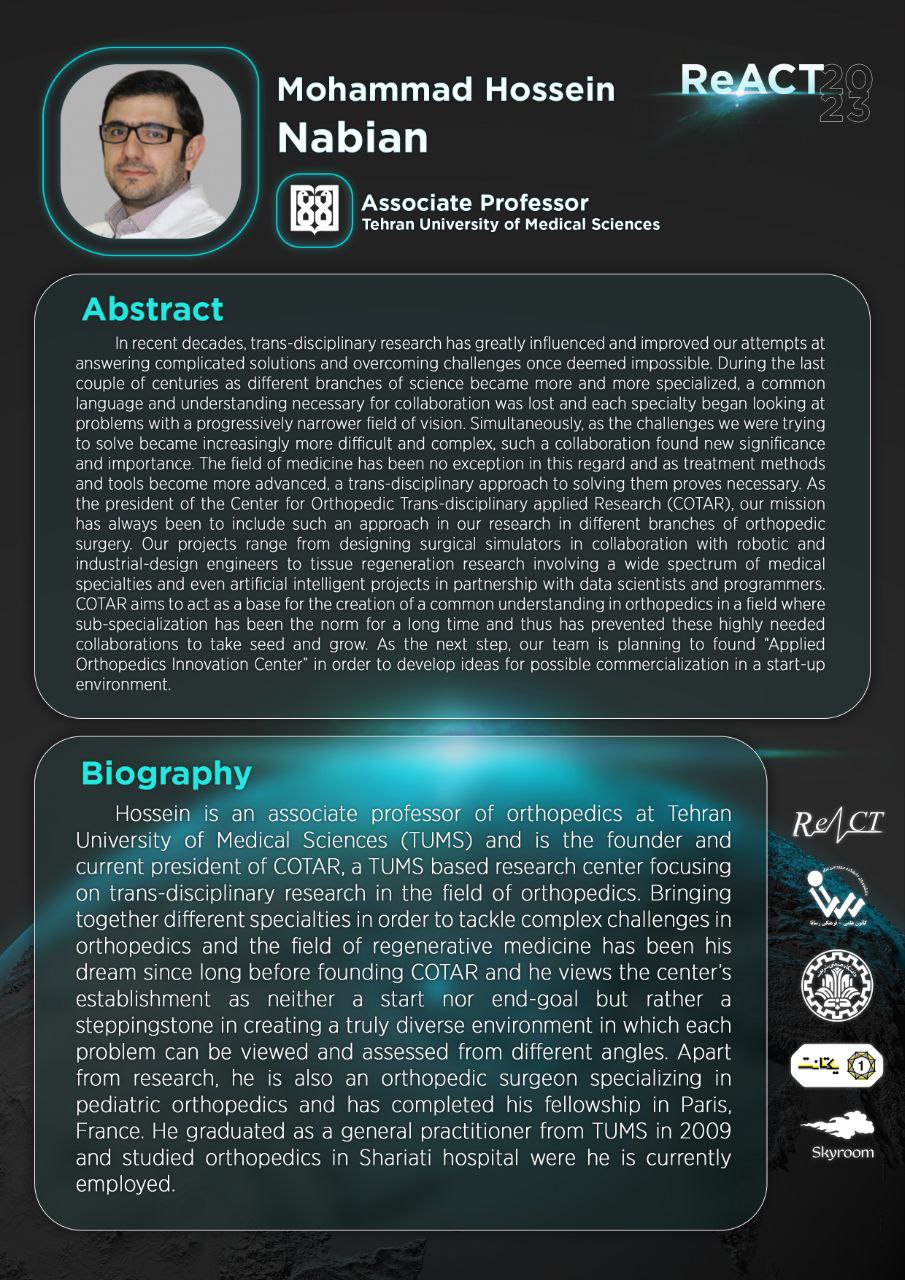 Mohammad Hossein
Nabian
ReACT 20
23
Associate Professor
Tehran University of Medical Sciences
Abstract
In recent decades, trans-disciplinary research has greatly influenced and improved our attempts at
answering complicated solutions and overcoming challenges once deemed impossible. During the last
couple of centuries as different branches of science became more and more specialized, a common
language and understanding necessary for collaboration was lost and each specialty began looking at
problems with a progressively narrower field of vision. Simultaneously, as the challenges we were trying
to solve became increasingly more difficult and complex, such a collaboration found new significance
and importance. The field of medicine has been no exception in this regard and as treatment methods
and tools become more advanced, a trans-disciplinary approach to solving them proves necessary. As
the president of the Center for Orthopedic Trans-disciplinary applied Research (COTAR), our mission
has always been to include such an approach in our research in different branches of orthopedic
surgery. Our projects range from designing surgical simulators in collaboration with robotic and
industrial-design engineers to tissue regeneration research involving a wide spectrum of medical
specialties and even artificial intelligent projects in partnership with data scientists and programmers.
COTAR aims to act as a base for the creation of a common understanding in orthopedics in a field where
sub-specialization has been the norm for a long time and thus has prevented these highly needed
collaborations to take seed and grow. As the next step, our team is planning to found “Applied
Orthopedics Innovation Center” in order to develop ideas for possible commercialization in a start-up
environment.
Biography
Hossein is an associate professor of orthopedics at Tehran
University of Medical Sciences (TUMS) and is the founder and
current president of COTAR, a TUMS based research center focusing
on trans-disciplinary research in the field of orthopedics. Bringing
together different specialties in order to tackle complex challenges in
orthopedics and the field of regenerative medicine has been his
dream since long before founding COTAR and he views the center’s
establishment as neither a start nor end-goal but rather a
steppingstone in creating a truly diverse environment in which each
problem can be viewed and assessed from different angles. Apart
from research, he is also an orthopedic surgeon specializing in
pediatric orthopedics and has completed his fellowship in Paris,
France. He graduated as a general practitioner from TUMS in 2009
and studied orthopedics in Shariati hospital were he is currently
employed.
ReACT
رسانا
کانون علمی - فرهنگی رسانا
یکتانت
1
Skyroom